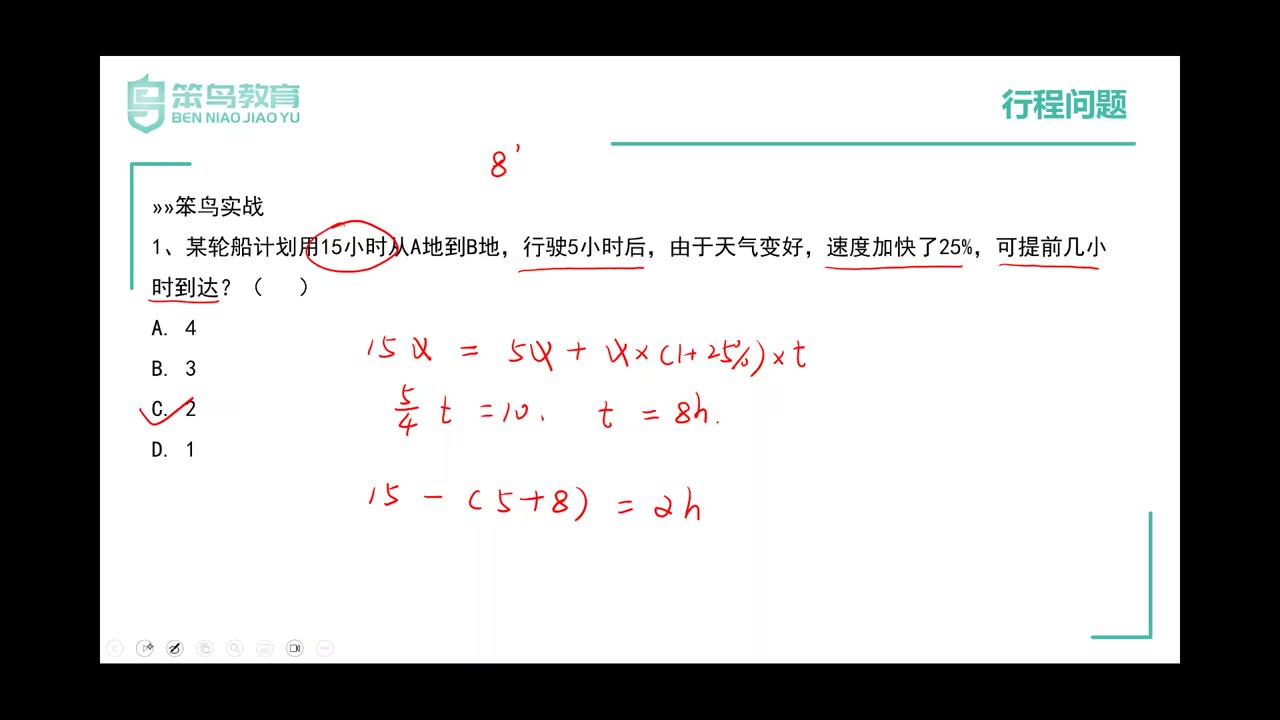 笨鸟教育
BEN NIAO JIAO YU
行程问题
8'
»»笨鸟实战
1、某轮船计划用15小时从A地到B地，行驶5小时后，由于天气变好，速度加快了25%，可提前几小
时到达？（ ）
A. 4
15x = 5x + x×(1+25%)×t
B. 3
C. 2
5/4 t =10. t = 8h.
D. 1
15 - (5+8) = 2h